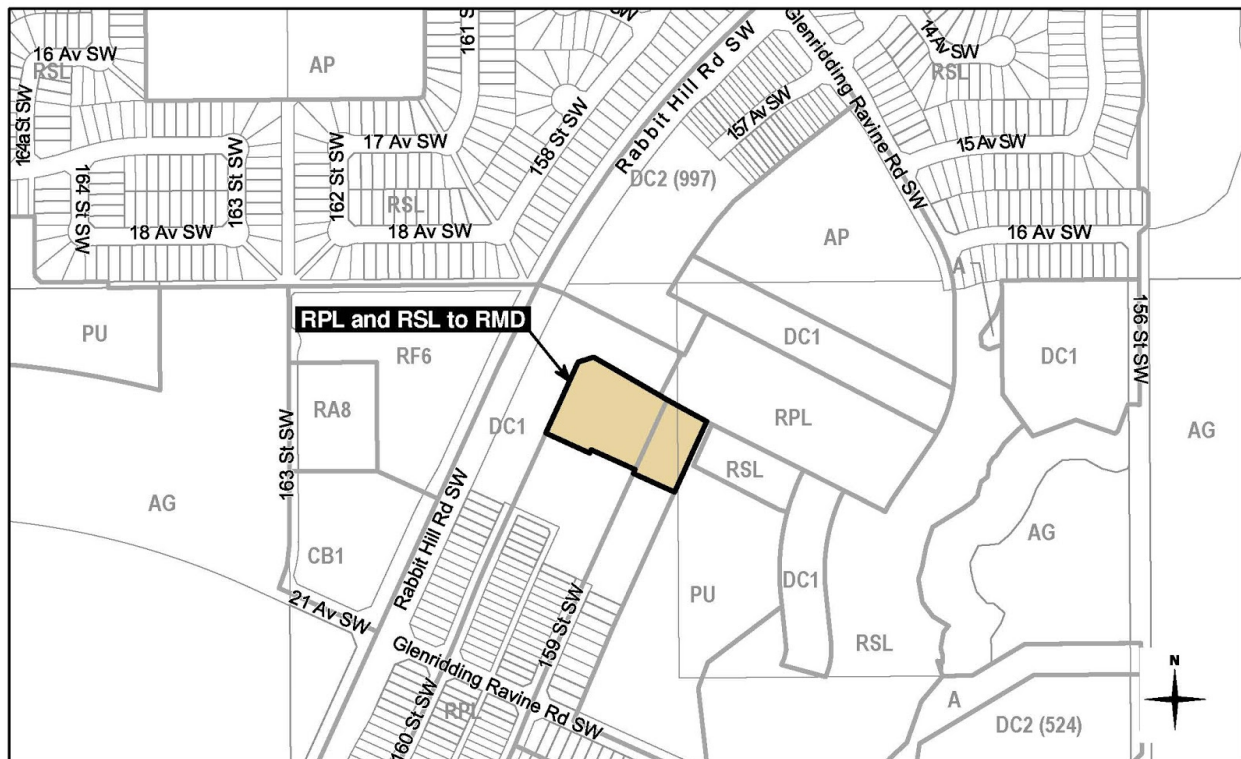 16 Av SW
RSL
164a St SW
AP
161 S
SW
158 St SW
Rabbit Hill Rd SW
Glenridding Ravine Rd SW
14 Av SW
RSL
157 Av SW
15 Av SW
17 Av SW
163 St SW
162 St SW
164 St SW
RSL
18 Av SW
18 Av SW
DC2 (997)
AP
16 Av SW
A
RPL and RSL to RMD
PU
RF6
DC1
DC1
156 St SW
RA8
DC1
RPL
AG
163 St SW
RSL
AG
AG
CB1
Rabbit Hill Rd SW
DC1
21 Av SW
PU
159 St SW
RSL
Glenridding Ravine Rd SW
160 St SW
RPL
A
DC2 (524)
N